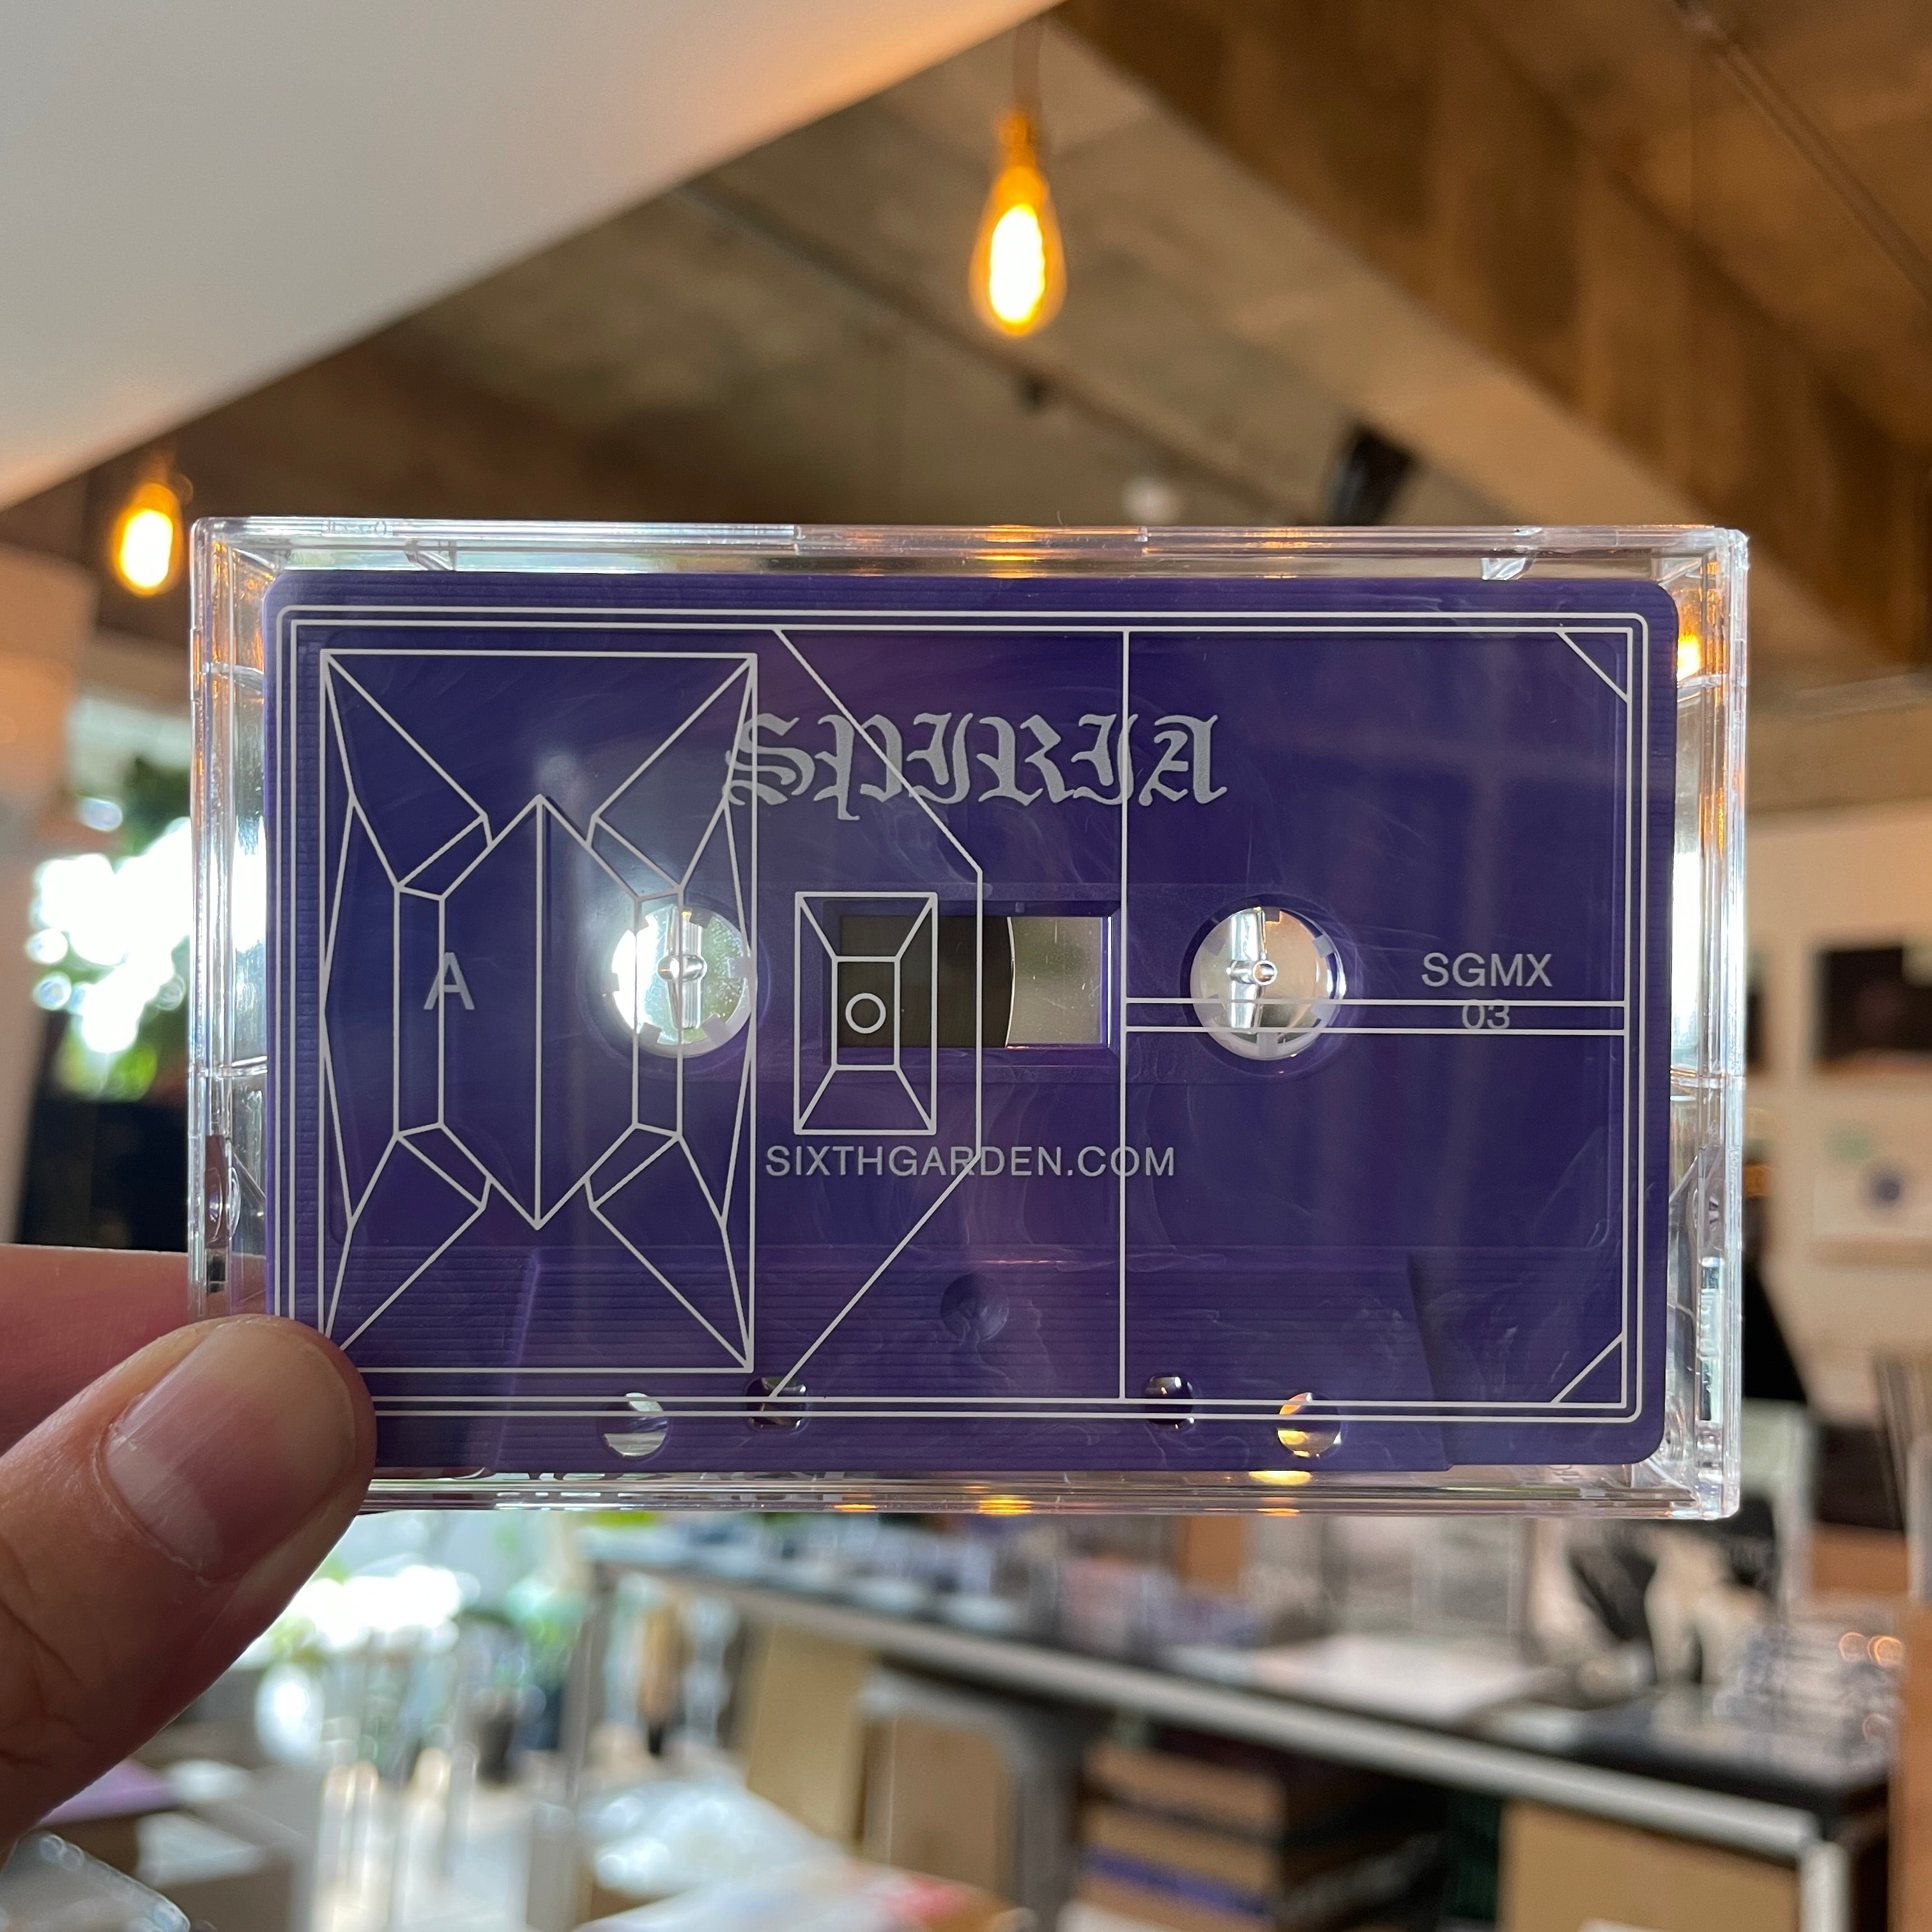 SPIRIA
A
SGMX
03
SIXTHGARDEN.COM